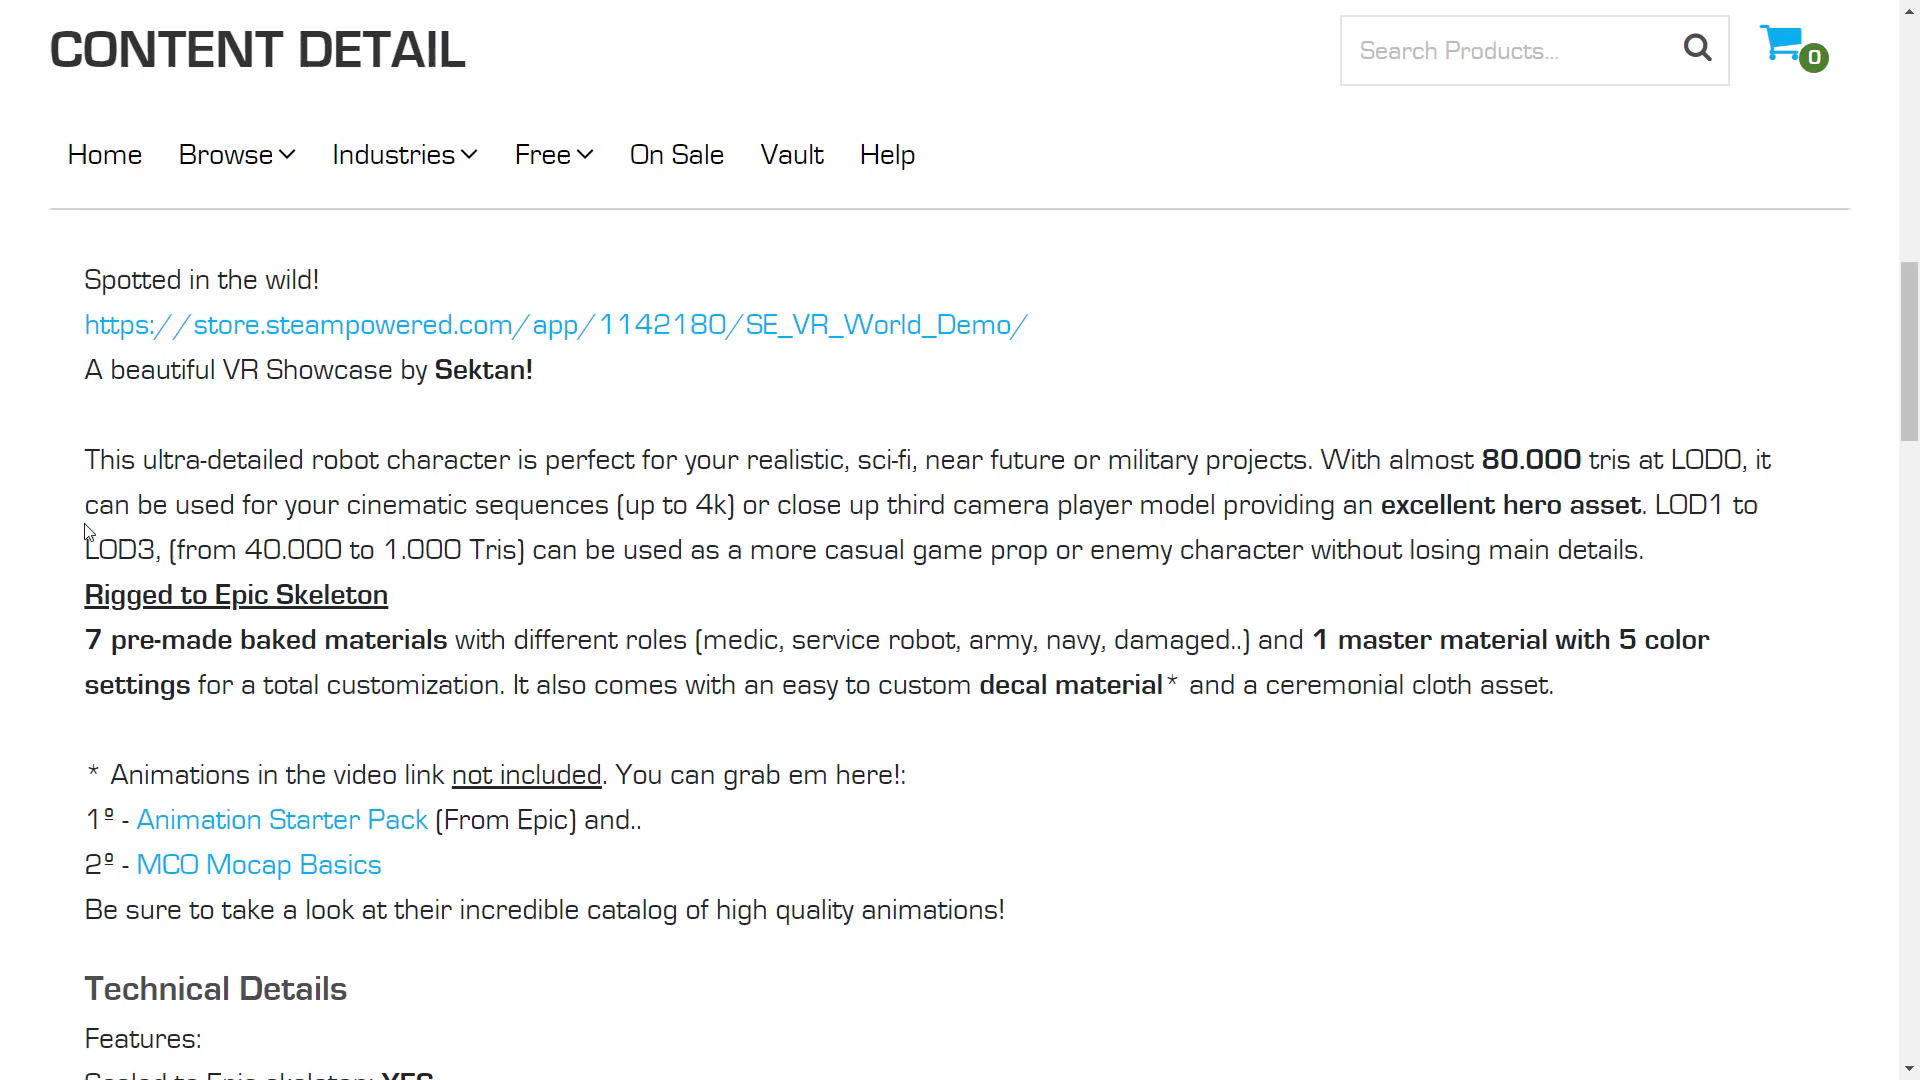 CONTENT DETAIL
Search Products...
0
Home Browse Industries Free On Sale Vault Help
Spotted in the wild!
https://store.steampowered.com/app/1142180/SE_VR_World_Demo/
A beautiful VR Showcase by Sektan!
This ultra-detailed robot character is perfect for your realistic, sci-fi, near future or military projects. With almost 80.000 tris at LOD0, it
can be used for your cinematic sequences (up to 4k) or close up third camera player model providing an excellent hero asset. LOD1 to
LOD3, (from 40.000 to 1.000 Tris) can be used as a more casual game prop or enemy character without losing main details.
Rigged to Epic Skeleton
7 pre-made baked materials with different roles (medic, service robot, army, navy, damaged..) and 1 master material with 5 color
settings for a total customization. It also comes with an easy to custom decal material* and a ceremonial cloth asset.
* Animations in the video link not included. You can grab em here!:
1º - Animation Starter Pack (From Epic) and..
2º - MCO Mocap Basics
Be sure to take a look at their incredible catalog of high quality animations!
Technical Details
Features:
Scaled to Epic skeleton: YES